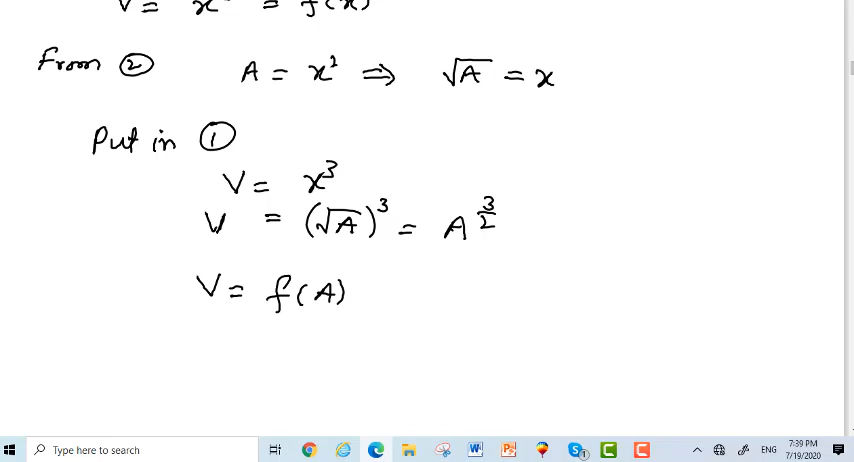 V = x = f(x)
From ② A = x² ⇒ √A = x
Put in ①
V = x³
V = (√A)³ = A^(3/2)
V = f(A)
Type here to search
ENG
7:39 PM
7/19/2020